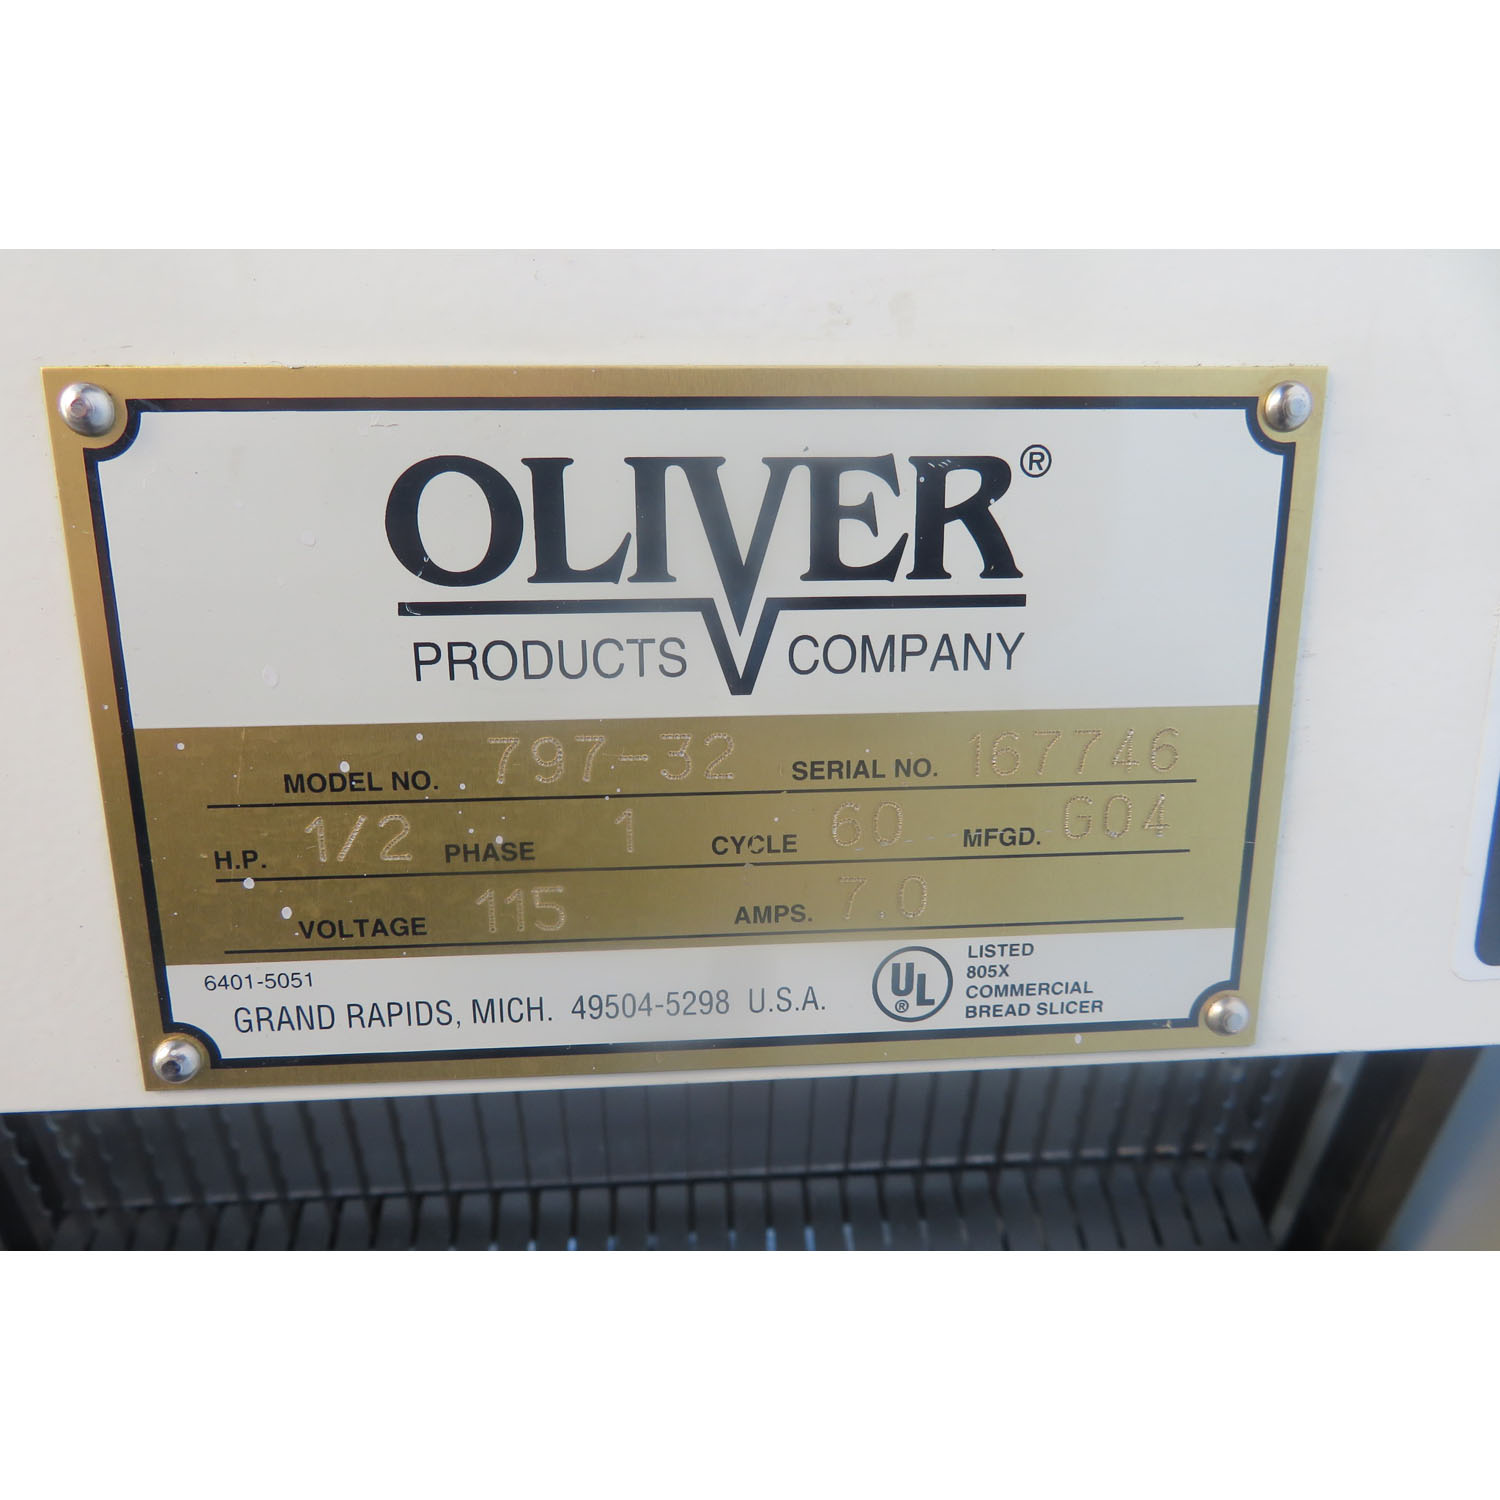 OLIVER®
PRODUCTS COMPANY
MODEL NO. 797-32 SERIAL NO. 167746
H.P. 1/2 PHASE 1 CYCLE 60 MFGD. G04
VOLTAGE 115 AMPS. 7.0
6401-5051
GRAND RAPIDS, MICH. 49504-5298 U.S.A.
UL®
LISTED
805X
COMMERCIAL
BREAD SLICER